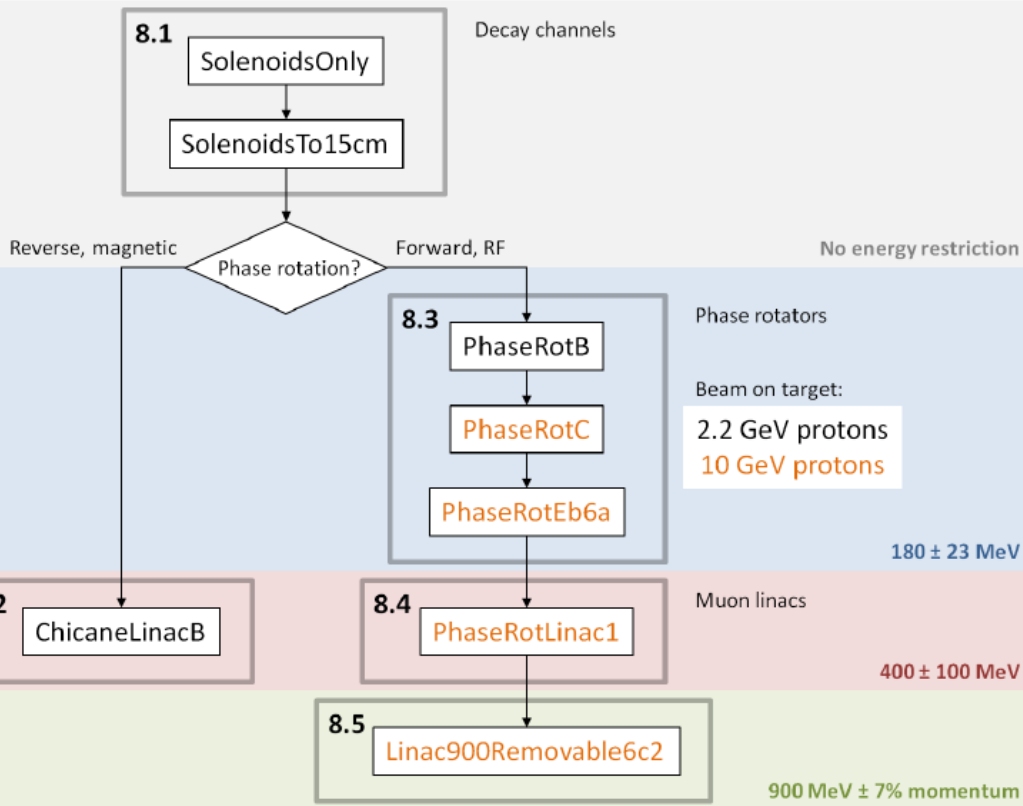 8.1
Decay channels
SolenoidsOnly
SolenoidsTo15cm
Reverse, magnetic
Phase rotation?
Forward, RF
No energy restriction
8.3
Phase rotators
PhaseRotB
Beam on target:
PhaseRotC
2.2 GeV protons
10 GeV protons
PhaseRotEb6a
180 ± 23 MeV
2
ChicaneLinacB
8.4
Muon linacs
PhaseRotLinac1
400 ± 100 MeV
8.5
Linac900Removable6c2
900 MeV ± 7% momentum